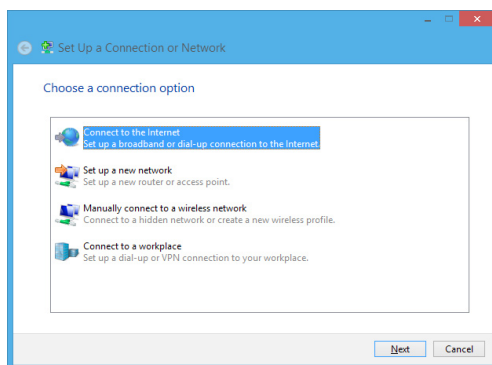 Set Up a Connection or Network
Choose a connection option
Connect to the Internet
Set up a broadband or dial-up connection to the Internet.
Set up a new network
Set up a new router or access point.
Manually connect to a wireless network
Connect to a hidden network or create a new wireless profile.
Connect to a workplace
Set up a dial-up or VPN connection to your workplace.
Next Cancel